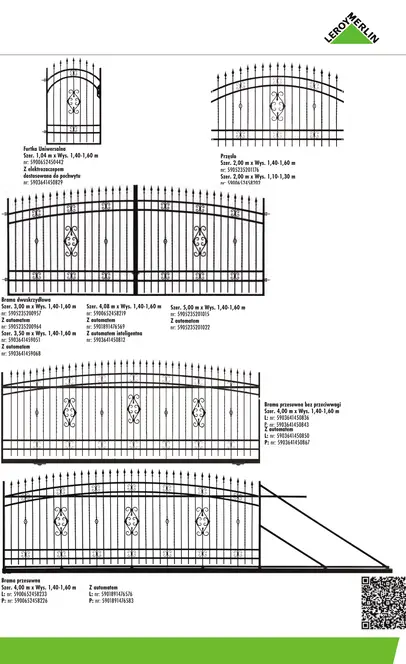 LEROY MERLIN
Furtka Uniwersalna
Szer. 1,04 m x Wys. 1,40-1,60 m
nr: 5900652450442
Z elektrozaczepem
dostosowana do pochwytu
nr: 5903641450829
Przęsło
Szer. 2,00 m x Wys. 1,40-1,60 m
nr: 5905235201176
Szer. 2,00 m x Wys. 1,10-1,30 m
nr: 5900652458202
Brama dwuskrzydłowa
Szer. 3,00 m x Wys. 1,40-1,60 m
nr: 5905235200957
Z automatem
nr: 5905235200964
Szer. 3,50 m x Wys. 1,40-1,60 m
nr: 5903641459051
Z automatem
nr: 5903641459068
Szer. 4,08 m x Wys. 1,40-1,60 m
nr: 5900652458219
Z automatem
nr: 5901891476569
Z automatem inteligentna
nr: 5903641450812
Szer. 5,00 m x Wys. 1,40-1,60 m
nr: 5905235201015
Z automatem
nr: 5905235201022
Brama przesuwna bez przeciwwagi
Szer. 4,00 m x Wys. 1,40-1,60 m
L: nr: 5903641450836
P: nr: 5903641450843
Z automatem
L: nr: 5903641450850
P: nr: 5903641450867
Brama przesuwna
Szer. 4,00 m x Wys. 1,40-1,60 m
L: nr: 5900652458233
P: nr: 5900652458226
Z automatem
L: nr: 5901891476576
P: nr: 5901891476583